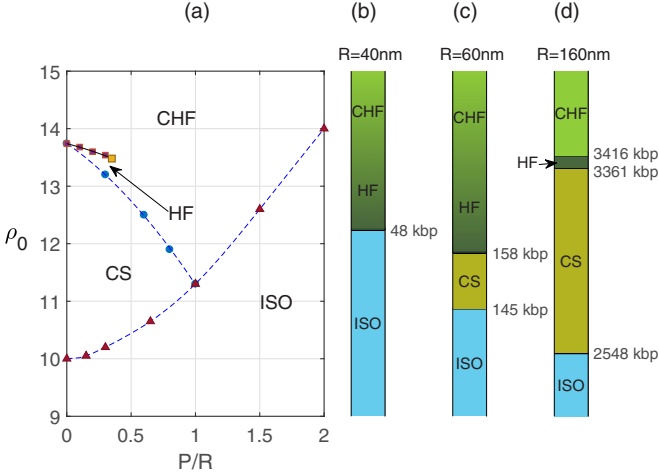 (a)
(b)
(c)
(d)
R=40nm
R=60nm
R=160nm
15
14
13
12
11
10
9
ρ0
0
0.5
1
1.5
2
P/R
CHF
HF
CS
ISO
CHF
HF
48 kbp
ISO
CHF
HF
158 kbp
CS
145 kbp
ISO
CHF
3416 kbp
HF
3361 kbp
CS
2548 kbp
ISO